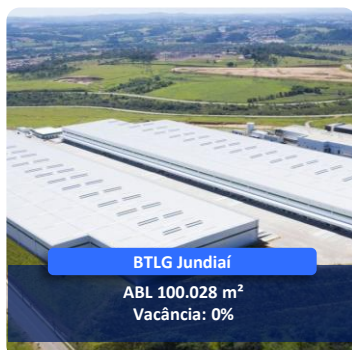 BTLG Jundiaí
ABL 100.028 m²
Vacância: 0%